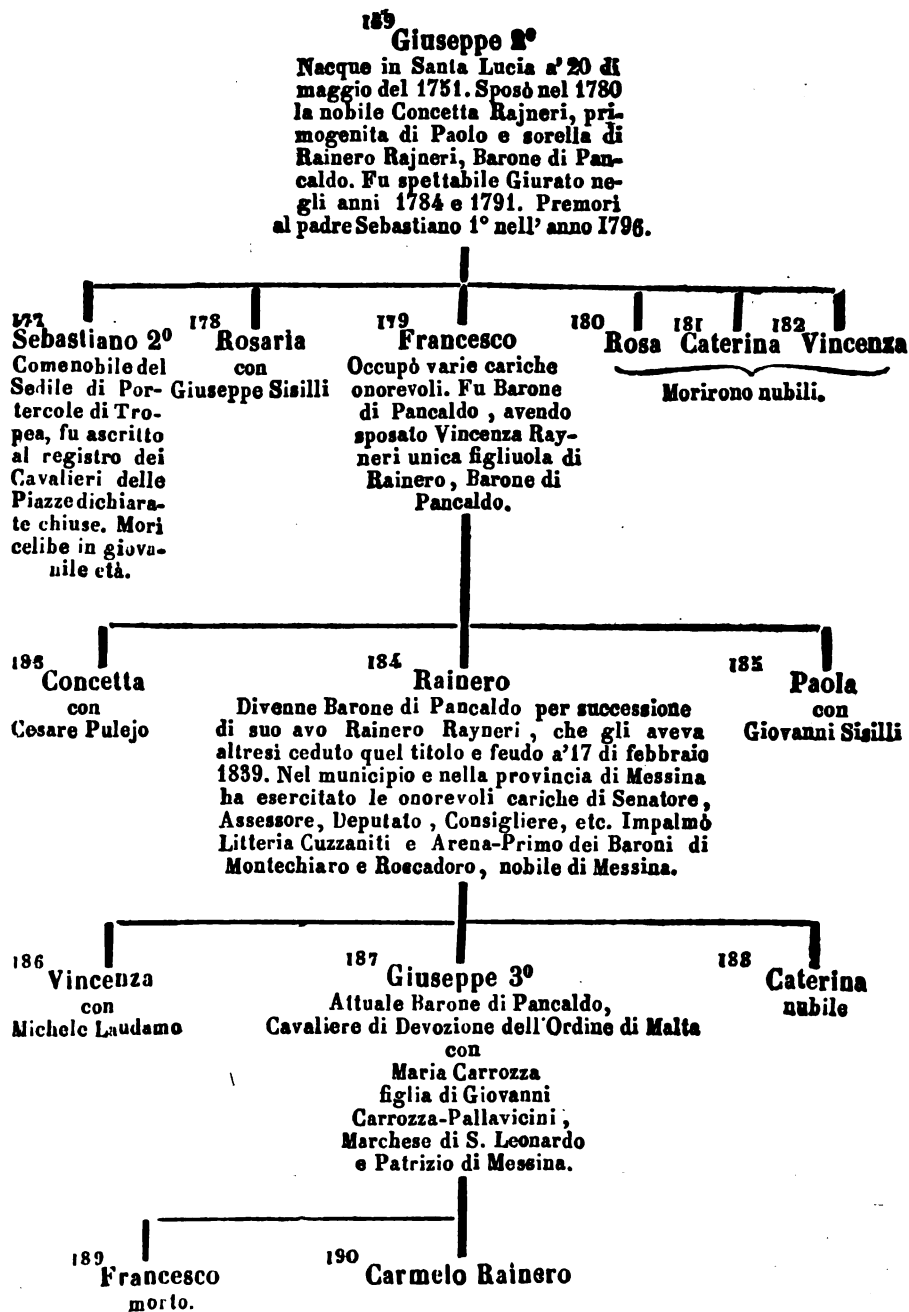 159
Giuseppe 2º
Nacque in Santa Lucia a' 20 di
maggio del 1751. Sposò nel 1780
la nobile Concetta Rajneri, pri-
mogenita di Paolo e sorella di
Rainero Rajneri, Barone di Pan-
caldo. Fu spettabile Giurato ne-
gli anni 1784 e 1791. Premorì
al padre Sebastiano 1º nell' anno 1796.
177
Sebastiano 2º
Come nobile del
Sedile di Por-
tercole di Tro-
pea, fu ascritto
al registro dei
Cavalieri delle
Piazze dichiara-
te chiuse. Morì
celibe in giova-
nile età.
178
Rosaria
con
Giuseppe Sisilli
179
Francesco
Occupò varie cariche
onorevoli. Fu Barone
di Pancaldo, avendo
sposato Vincenza Ray-
neri unica figliuola di
Rainero, Barone di
Pancaldo.
180 181 182
Rosa Caterina Vincenza
Morirono nubili.
193
Concetta
con
Cesare Pulejo
184
Rainero
Divenne Barone di Pancaldo per successione
di suo avo Rainero Rayneri, che gli aveva
altresì ceduto quel titolo e feudo a' 17 di febbraio
1839. Nel municipio e nella provincia di Messina
ha esercitato le onorevoli cariche di Senatore,
Assessore, Deputato, Consigliere, etc. Impalmò
Litteria Cuzzaniti e Arena-Primo dei Baroni di
Montechiaro e Roscadoro, nobile di Messina.
185
Paola
con
Giovanni Sisilli
186
Vincenza
con
Michele Laudamo
187
Giuseppe 3º
Attuale Barone di Pancaldo,
Cavaliere di Devozione dell'Ordine di Malta
con
Maria Carrozza
figlia di Giovanni
Carrozza-Pallavicini,
Marchese di S. Leonardo
e Patrizio di Messina.
188
Caterina
nubile
189
Francesco
morto.
190
Carmelo Rainero